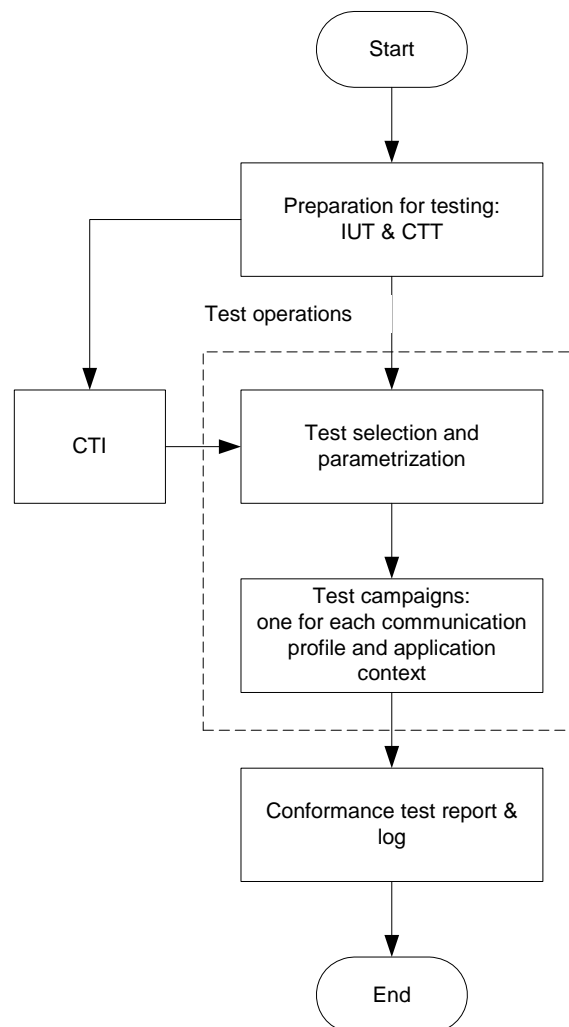 Start
Preparation for testing:
IUT & CTT
Test operations
CTI
Test selection and
parametrization
Test campaigns:
one for each communication
profile and application
context
Conformance test report &
log
End